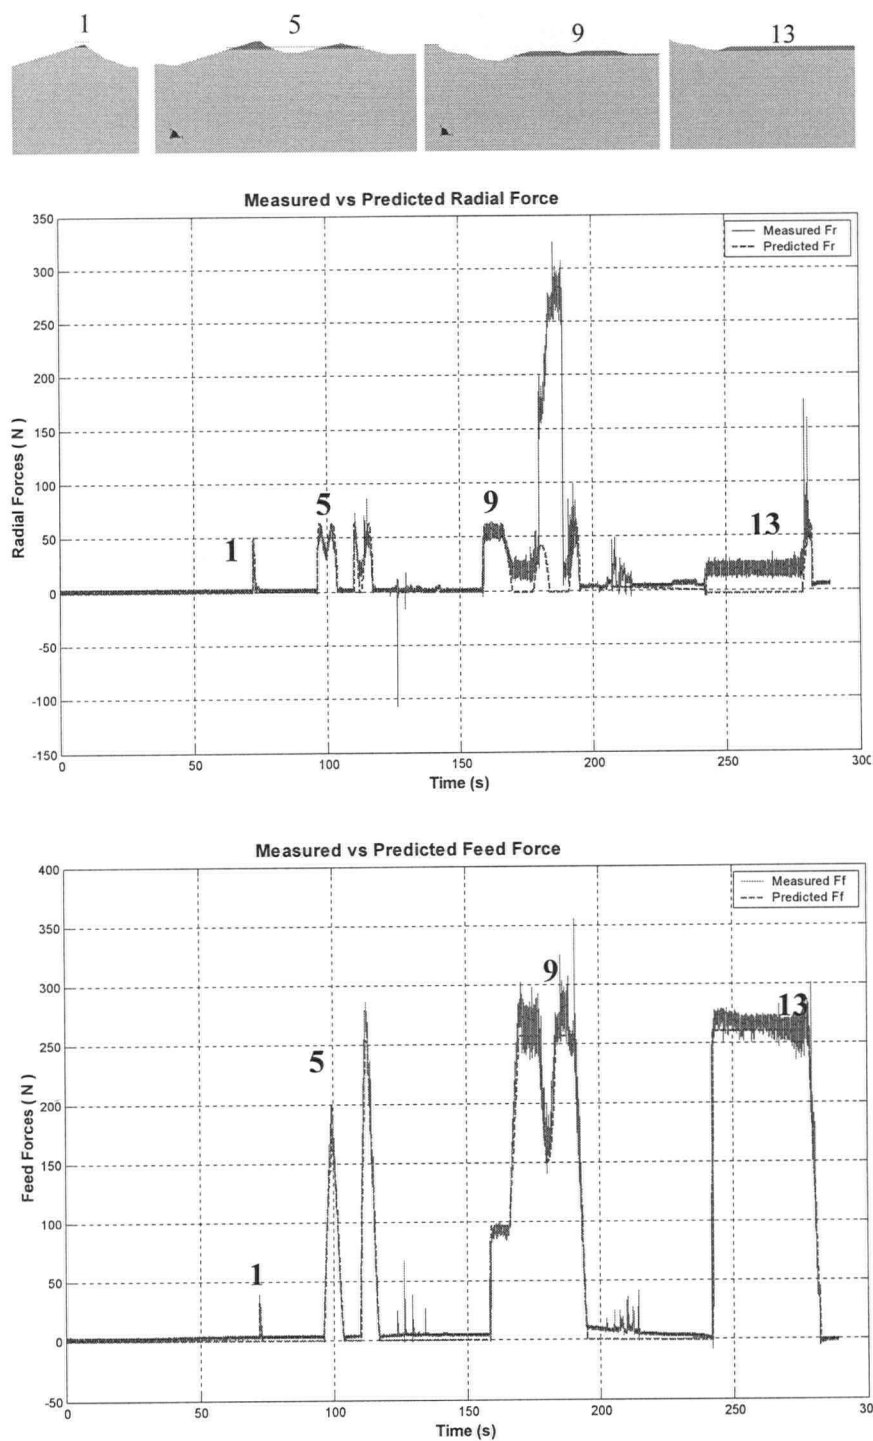 1 5 9 13
Measured vs Predicted Radial Force
350
300
250
200
150
100
50
0
-50
-100
-150
Radial Forces ( N )
Measured Fr
Predicted Fr
1
5
9
13
0 50 100 150 200 250 300
Time (s)
Measured vs Predicted Feed Force
400
350
300
250
200
150
100
50
0
-50
Feed Forces ( N )
Measured Ff
Predicted Ff
1
5
9
13
0 50 100 150 200 250 30
Time (s)